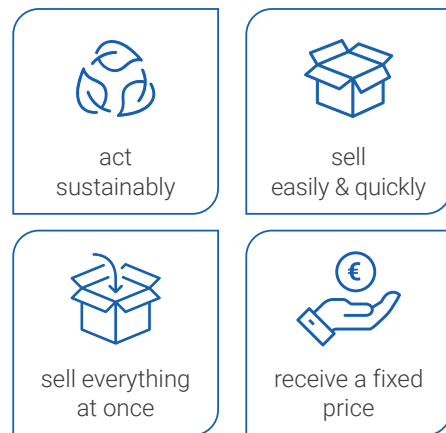 act
sustainably
sell
easily & quickly
€
sell everything
at once
receive a fixed
price